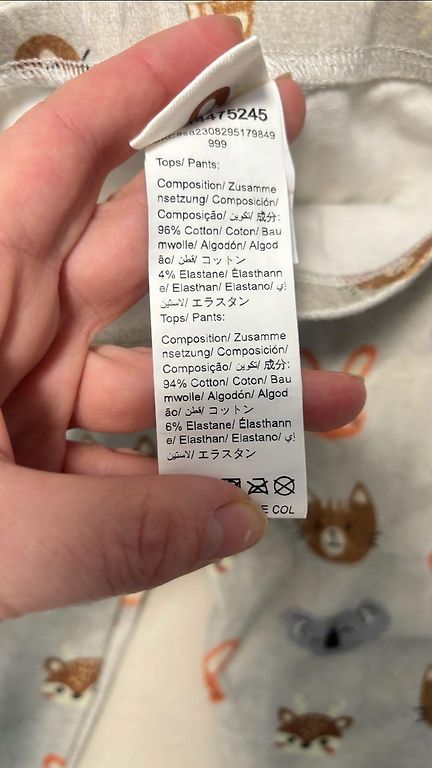 475245
2308295179849
999
Tops/ Pants:
Composition/ Zusamme
nsetzung/ Composición/
Composição/ تكوين/ 成分:
96% Cotton/ Coton/ Bau
mwolle/ Algodón/ Algod
ão/ قطن/ コットン
4% Elastane/ Élasthann
e/ Elasthan/ Elastano/ إي
لاستين/ エラスタン
Tops/ Pants:
Composition/ Zusamme
nsetzung/ Composición/
Composição/ تكوين/ 成分:
94% Cotton/ Coton/ Bau
mwolle/ Algodón/ Algod
ão/ قطن/ コットン
6% Elastane/ Élasthann
e/ Elasthan/ Elastano/ إي
لاستين/ エラスタン
E COL